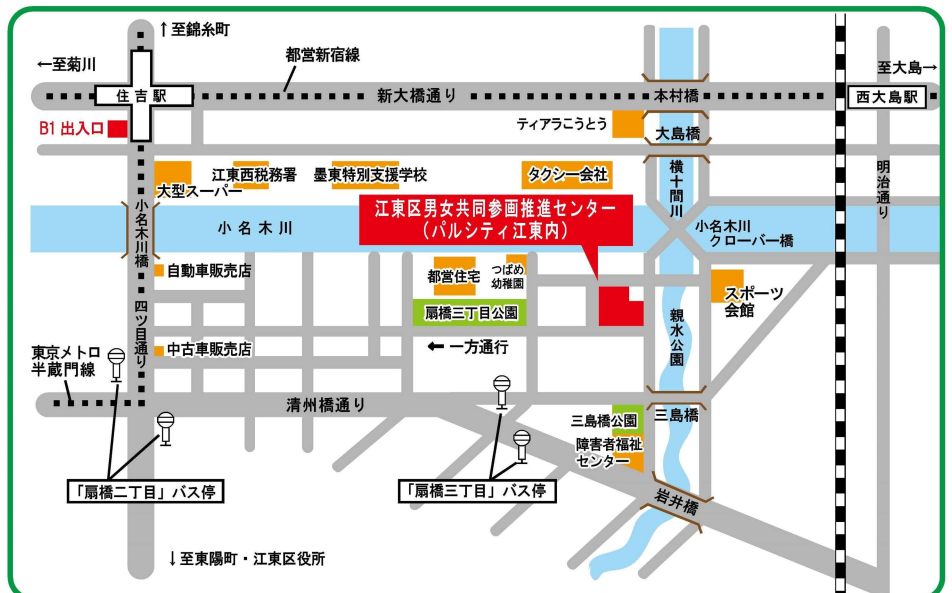 ↑至錦糸町
←至菊川
都営新宿線
至大島→
住吉駅
新大橋通り
本村橋
西大島駅
B1 出入口
ティアラこうとう
大島橋
大型スーパー
江東西税務署
墨東特別支援学校
タクシー会社
横十間川
明治通り
小名木川橋
小名木川
江東区男女共同参画推進センター
(パルシティ江東内)
小名木川
クローバー橋
自動車販売店
都営住宅
つばめ
幼稚園
スポーツ
会館
四ツ目通り
扇橋三丁目公園
親水公園
← 一方通行
東京メトロ
半蔵門線
中古車販売店
清州橋通り
三島橋公園
三島橋
障害者福祉
センター
「扇橋二丁目」バス停
「扇橋三丁目」バス停
岩井橋
↓至東陽町・江東区役所